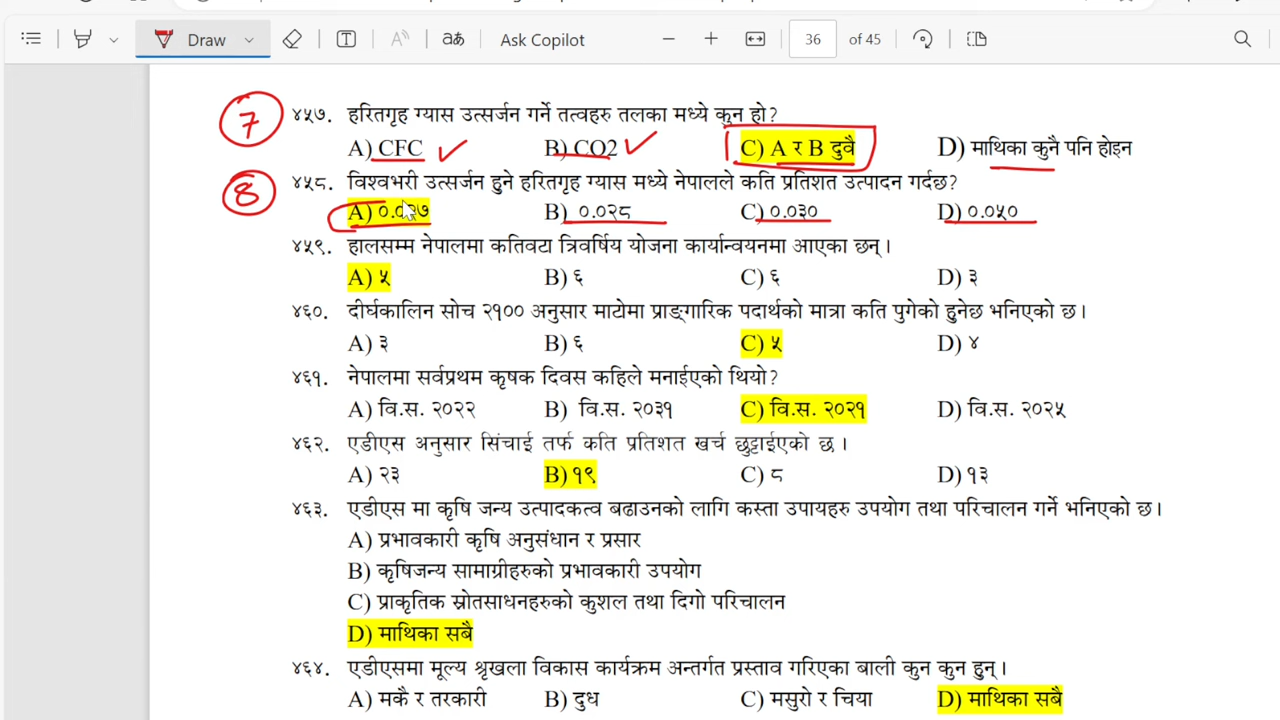 Draw
Ask Copilot
36 of 45
7
४५७. हरितगृह ग्यास उत्सर्जन गर्ने तत्वहरु तलका मध्ये कुन हो?
A) CFC B) CO2 C) A र B दुवै D) माथिका कुनै पनि होइन
8
४५८. विश्वभरी उत्सर्जन हुने हरितगृह ग्यास मध्ये नेपालले कति प्रतिशत उत्पादन गर्दछ?
A) ०.०२७ B) ०.०२८ C) ०.०३० D) ०.०५०
४५९. हालसम्म नेपालमा कतिवटा त्रिवर्षिय योजना कार्यान्वयनमा आएका छन्।
A) ५ B) ६ C) ६ D) ३
४६०. दीर्घकालिन सोच २१०० अनुसार माटोमा प्राङ्गारिक पदार्थको मात्रा कति पुगेको हुनेछ भनिएको छ।
A) ३ B) ६ C) ५ D) ४
४६१. नेपालमा सर्वप्रथम कृषक दिवस कहिले मनाईएको थियो?
A) वि.स. २०२२ B) वि.स. २०३१ C) वि.स. २०२१ D) वि.स. २०२५
४६२. एडीएस अनुसार सिंचाई तर्फ कति प्रतिशत खर्च छुट्टाईएको छ।
A) २३ B) १९ C) ८ D) १३
४६३. एडीएस मा कृषि जन्य उत्पादकत्व बढाउनको लागि कस्ता उपायहरु उपयोग तथा परिचालन गर्ने भनिएको छ।
A) प्रभावकारी कृषि अनुसंधान र प्रसार
B) कृषिजन्य सामाग्रीहरुको प्रभावकारी उपयोग
C) प्राकृतिक स्रोतसाधनहरुको कुशल तथा दिगो परिचालन
D) माथिका सबै
४६४. एडीएसमा मूल्य श्रृखला विकास कार्यक्रम अन्तर्गत प्रस्ताव गरिएका बाली कुन कुन हुन्।
A) मकै र तरकारी B) दुध C) मसुरो र चिया D) माथिका सबै